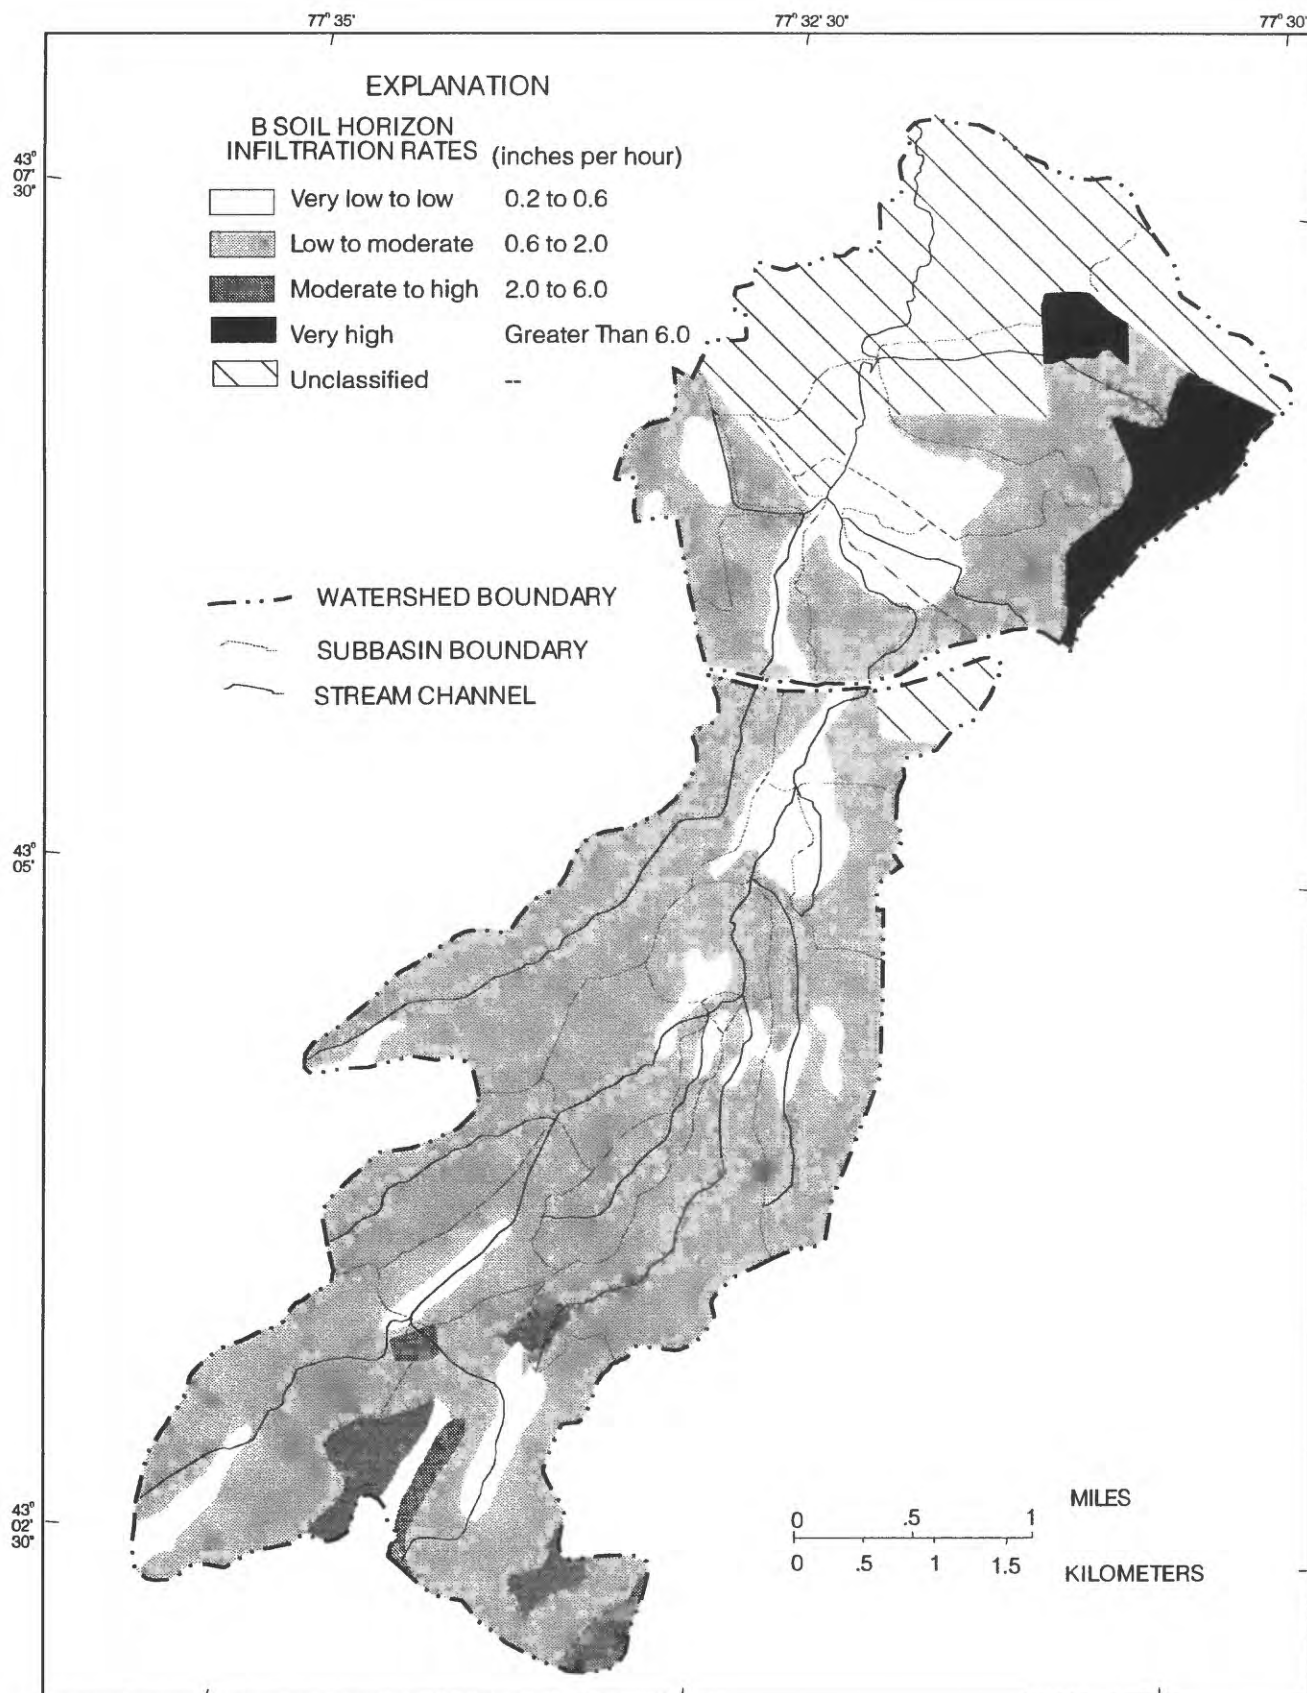 77° 35'
77° 32' 30"
77° 30'
EXPLANATION
B SOIL HORIZON
INFILTRATION RATES (inches per hour)
Very low to low 0.2 to 0.6
Low to moderate 0.6 to 2.0
Moderate to high 2.0 to 6.0
Very high Greater Than 6.0
Unclassified --
43°
07'
30"
WATERSHED BOUNDARY
SUBBASIN BOUNDARY
STREAM CHANNEL
43°
05'
43°
02'
30"
MILES
0 .5 1
0 .5 1 1.5
KILOMETERS